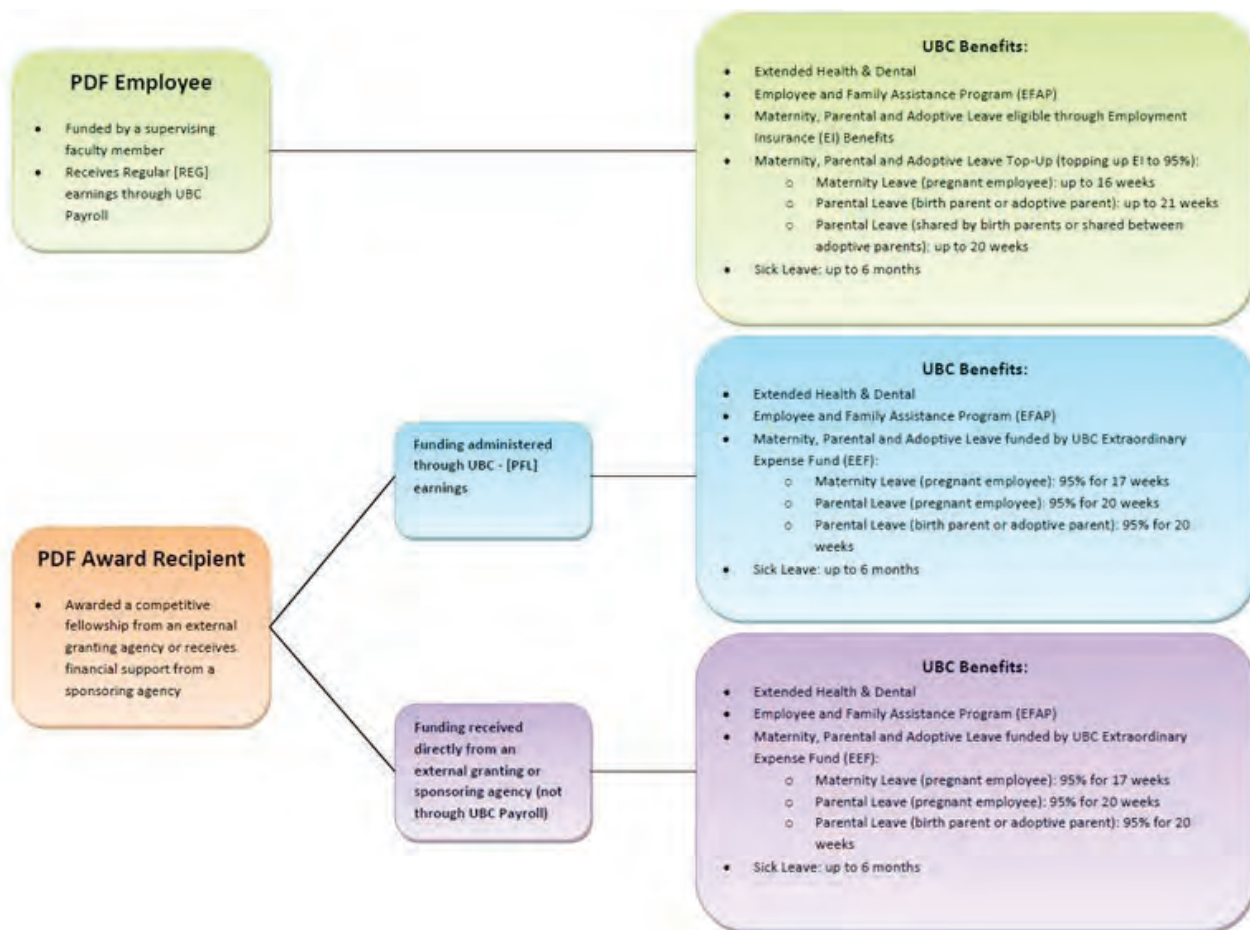 PDF Employee
• Funded by a supervising
faculty member
• Receives Regular [REG]
earnings through UBC
Payroll
UBC Benefits:
• Extended Health & Dental
• Employee and Family Assistance Program (EFAP)
• Maternity, Parental and Adoptive Leave eligible through Employment
Insurance (EI) Benefits
• Maternity, Parental and Adoptive Leave Top-Up (topping up EI to 95%):
o Maternity Leave (pregnant employee): up to 16 weeks
o Parental Leave (birth parent or adoptive parent): up to 21 weeks
o Parental Leave (shared by birth parents or shared between
adoptive parents): up to 20 weeks
• Sick Leave: up to 6 months
PDF Award Recipient
• Awarded a competitive
fellowship from an external
granting agency or receives
financial support from a
sponsoring agency
Funding administered
through UBC - [PFL]
earnings
UBC Benefits:
• Extended Health & Dental
• Employee and Family Assistance Program (EFAP)
• Maternity, Parental and Adoptive Leave funded by UBC Extraordinary
Expense Fund (EEF):
o Maternity Leave (pregnant employee): 95% for 17 weeks
o Parental Leave (pregnant employee): 95% for 20 weeks
o Parental Leave (birth parent or adoptive parent): 95% for 20
weeks
• Sick Leave: up to 6 months
Funding received
directly from an
external granting or
sponsoring agency (not
through UBC Payroll)
UBC Benefits:
• Extended Health & Dental
• Employee and Family Assistance Program (EFAP)
• Maternity, Parental and Adoptive Leave funded by UBC Extraordinary
Expense Fund (EEF):
o Maternity Leave (pregnant employee): 95% for 17 weeks
o Parental Leave (pregnant employee): 95% for 20 weeks
o Parental Leave (birth parent or adoptive parent): 95% for 20
weeks
• Sick Leave: up to 6 months